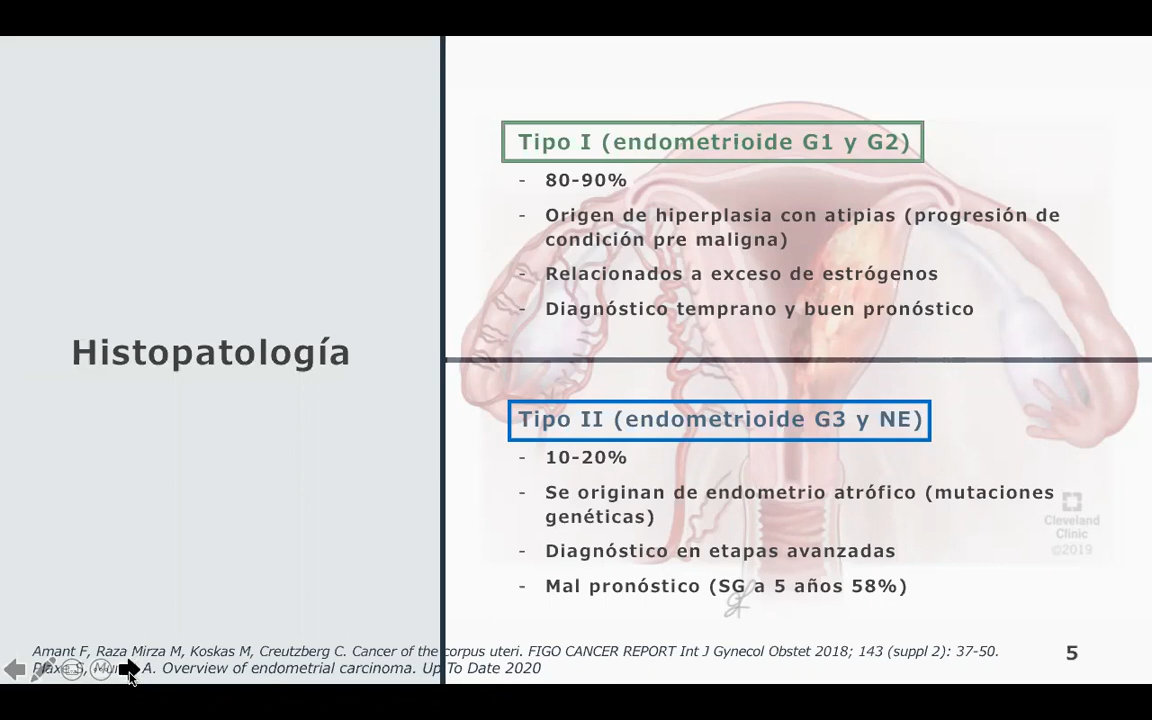 Histopatología
Tipo I (endometrioide G1 y G2)
- 80-90%
- Origen de hiperplasia con atipias (progresión de
condición pre maligna)
- Relacionados a exceso de estrógenos
- Diagnóstico temprano y buen pronóstico
Tipo II (endometrioide G3 y NE)
- 10-20%
- Se originan de endometrio atrófico (mutaciones
genéticas)
- Diagnóstico en etapas avanzadas
- Mal pronóstico (SG a 5 años 58%)
Cleveland
Clinic
©2019
Amant F, Raza Mirza M, Koskas M, Creutzberg C. Cancer of the corpus uteri. FIGO CANCER REPORT Int J Gynecol Obstet 2018; 143 (suppl 2): 37-50.
S, A. Overview of endometrial carcinoma. Up To Date 2020
5